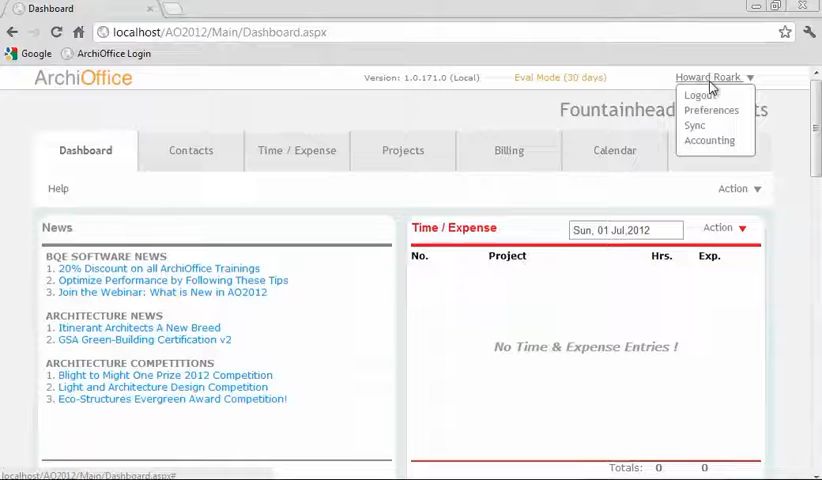 Dashboard
localhost/AO2012/Main/Dashboard.aspx
Google ArchiOffice Login
ArchiOffice Version: 1.0.171.0 (Local) Eval Mode (30 days) Howard Roark
Logout
Preferences
Sync
Accounting
Fountainhead
Dashboard Contacts Time / Expense Projects Billing Calendar
Help Action
News
BQE SOFTWARE NEWS
1. 20% Discount on all ArchiOffice Trainings
2. Optimize Performance by Following These Tips
3. Join the Webinar: What is New in AO2012
ARCHITECTURE NEWS
1. Itinerant Architects A New Breed
2. GSA Green-Building Certification v2
ARCHITECTURE COMPETITIONS
1. Blight to Might One Prize 2012 Competition
2. Light and Architecture Design Competition
3. Eco-Structures Evergreen Award Competition!
Time / Expense Sun, 01 Jul,2012 Action
No. Project Hrs. Exp.
No Time & Expense Entries !
Totals: 0 0
localhost/AO2012/Main/Dashboard.aspx#